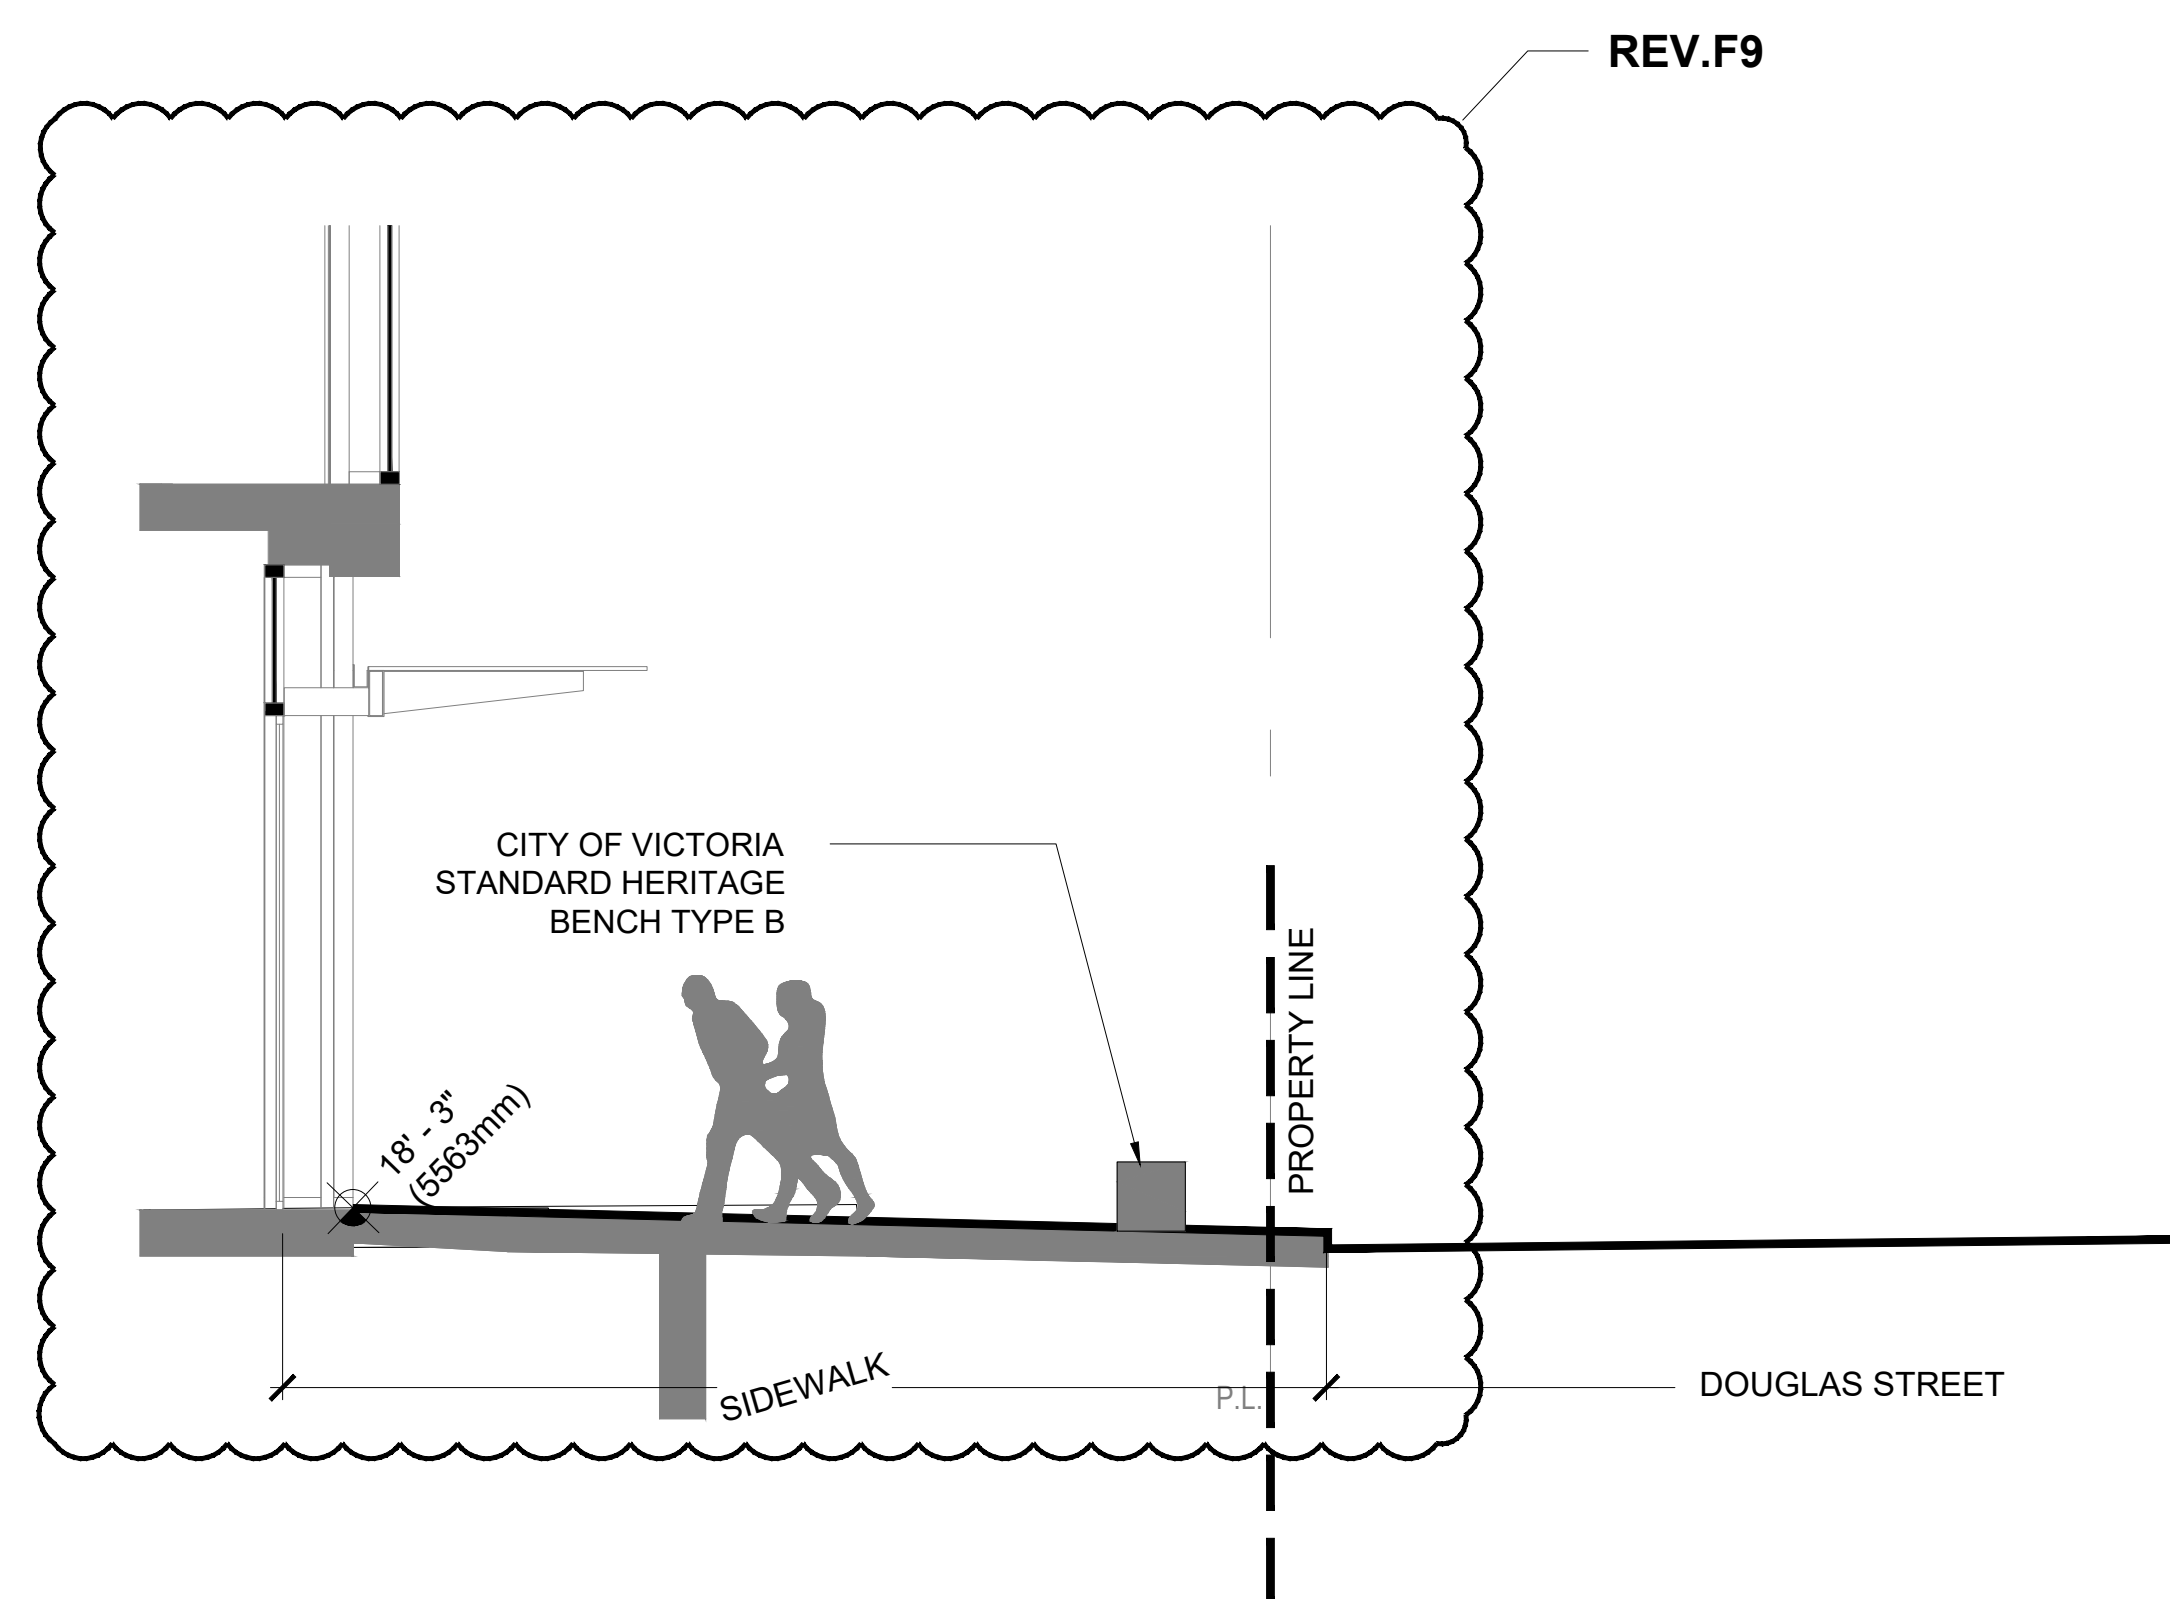 REV.F9
CITY OF VICTORIA
STANDARD HERITAGE
BENCH TYPE B
PROPERTY LINE
18' - 3"
(5563mm)
SIDEWALK
P.L.
DOUGLAS STREET